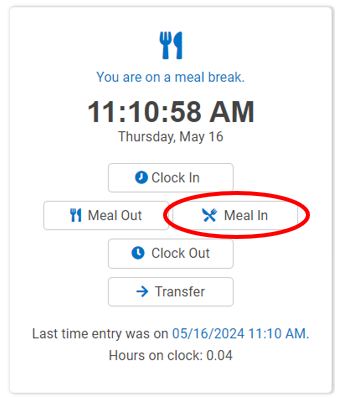 You are on a meal break.
11:10:58 AM
Thursday, May 16
Clock In
Meal Out
Meal In
Clock Out
Transfer
Last time entry was on 05/16/2024 11:10 AM.
Hours on clock: 0.04